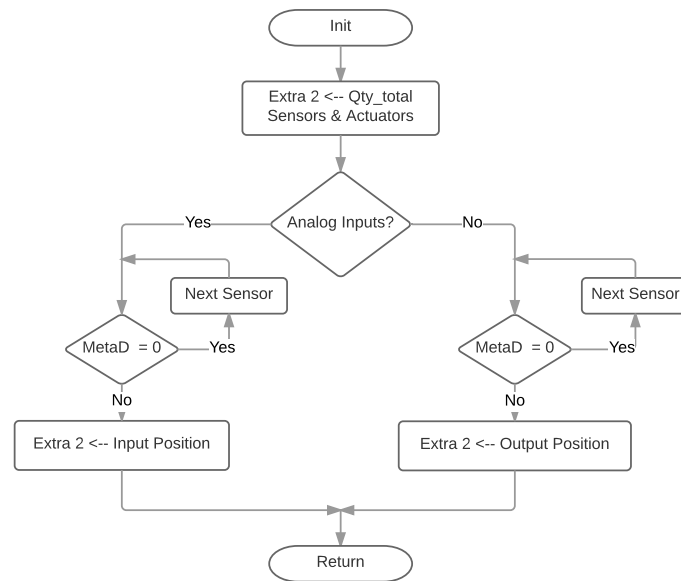 Init
Extra 2 <-- Qty_total
Sensors & Actuators
Analog Inputs?
Yes
No
Next Sensor
Next Sensor
MetaD = 0
Yes
MetaD = 0
Yes
No
No
Extra 2 <-- Input Position
Extra 2 <-- Output Position
Return